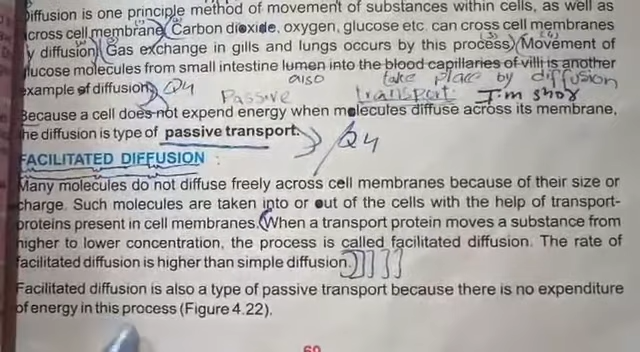 Diffusion is one principle method of movement of substances within cells, as well as
across cell membrane. Carbon dioxide, oxygen, glucose etc. can cross cell membranes
y diffusion. Gas exchange in gills and lungs occurs by this process. Movement of
glucose molecules from small intestine lumen into the blood capillaries of villi is another
also take place by diffusion
example of diffusion. Q4 Passive transport.
Because a cell does not expend energy when molecules diffuse across its membrane,
the diffusion is type of passive transport. Q4
FACILITATED DIFFUSION :
Many molecules do not diffuse freely across cell membranes because of their size or
charge. Such molecules are taken into or out of the cells with the help of transport-
proteins present in cell membranes. When a transport protein moves a substance from
higher to lower concentration, the process is called facilitated diffusion. The rate of
facilitated diffusion is higher than simple diffusion.
Facilitated diffusion is also a type of passive transport because there is no expenditure
of energy in this process (Figure 4.22).